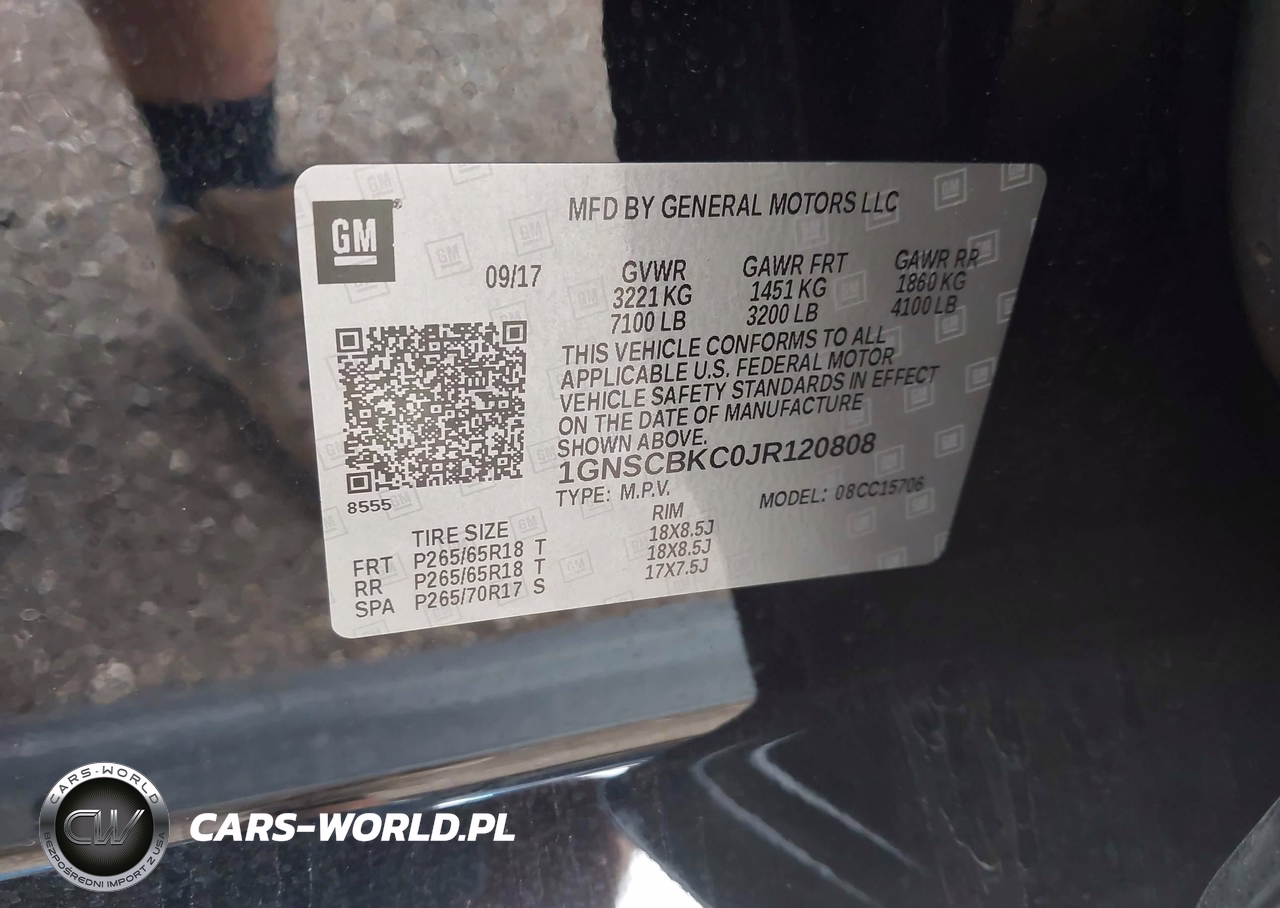 GM
MFD BY GENERAL MOTORS LLC
09/17
GVWR GAWR FRT GAWR RR
3221 KG 1451 KG 1860 KG
7100 LB 3200 LB 4100 LB
THIS VEHICLE CONFORMS TO ALL
APPLICABLE U.S. FEDERAL MOTOR
VEHICLE SAFETY STANDARDS IN EFFECT
ON THE DATE OF MANUFACTURE
SHOWN ABOVE.
1GNSCBKC0JR120808
TYPE: M.P.V. MODEL: 08CC15706
8555
TIRE SIZE RIM
FRT P265/65R18 T 18X8.5J
RR P265/65R18 T 18X8.5J
SPA P265/70R17 S 17X7.5J
CARS-WORLD
CW
BEZPOŚREDNI IMPORT Z USA
CARS-WORLD.PL